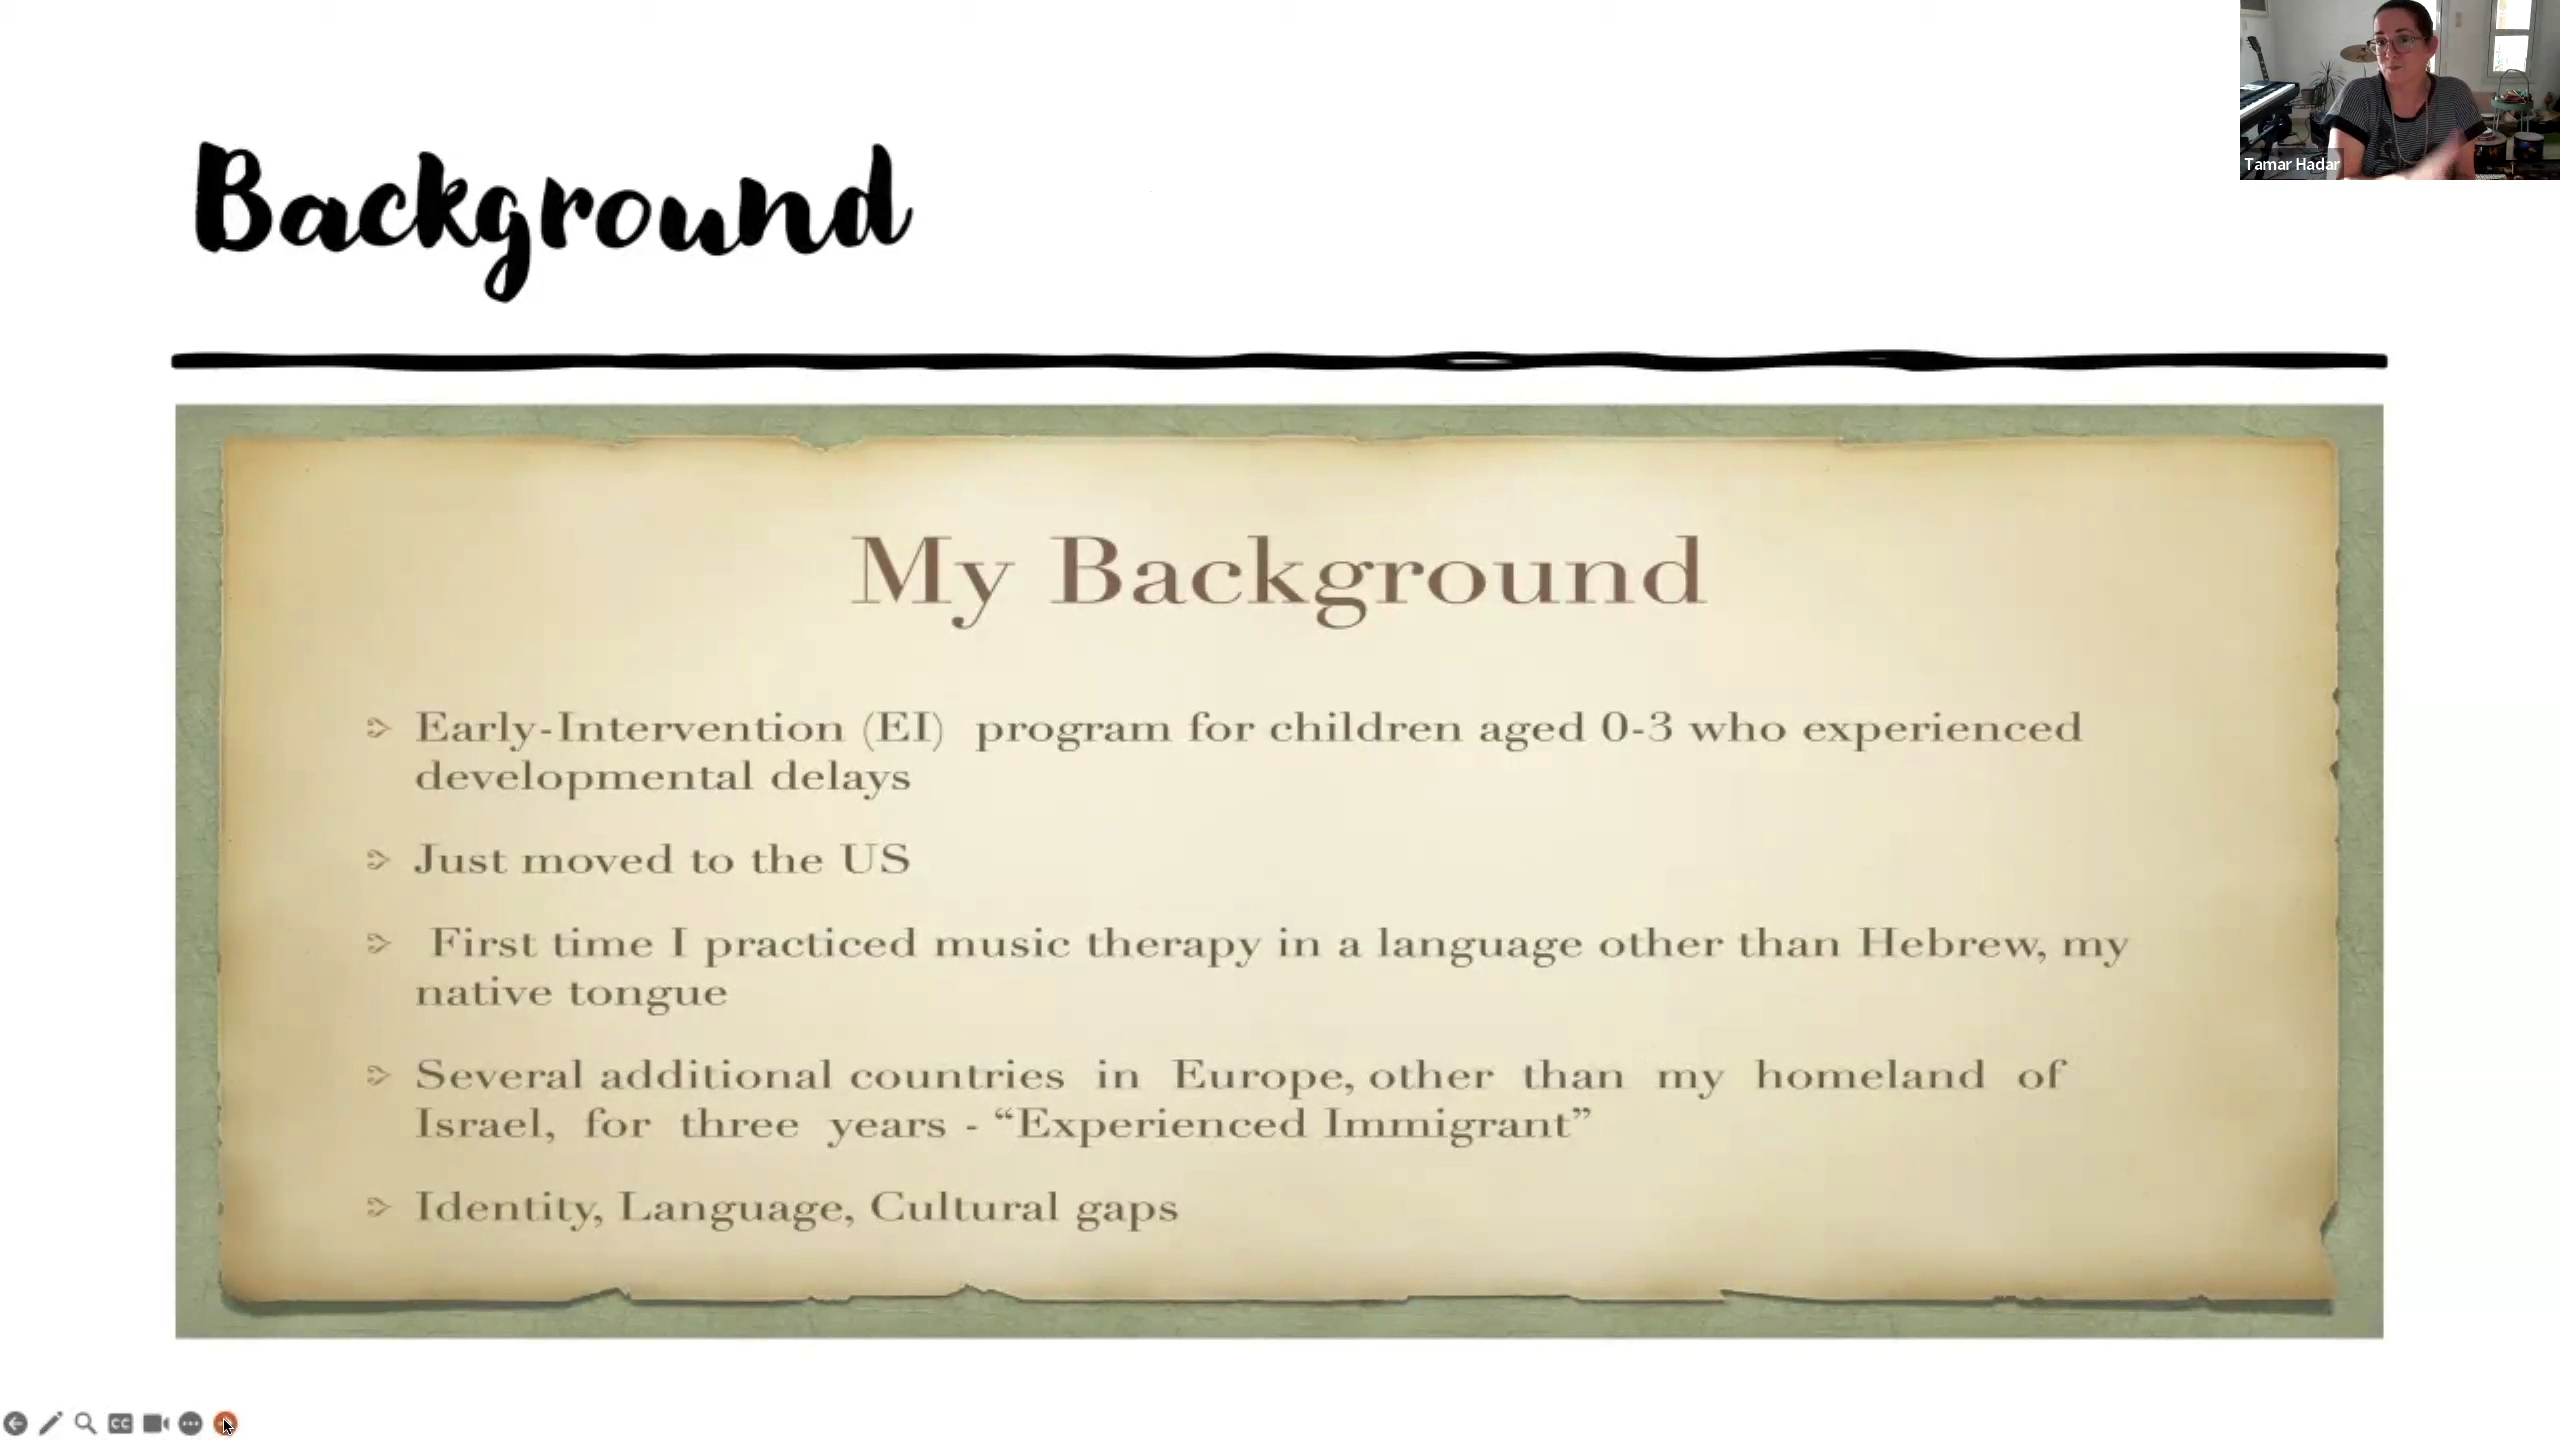 Background
Tamar Hadar
My Background
Early-Intervention (EI) program for children aged 0-3 who experienced
developmental delays
Just moved to the US
First time I practiced music therapy in a language other than Hebrew, my
native tongue
Several additional countries in Europe, other than my homeland of
Israel, for three years - “Experienced Immigrant”
Identity, Language, Cultural gaps
CC